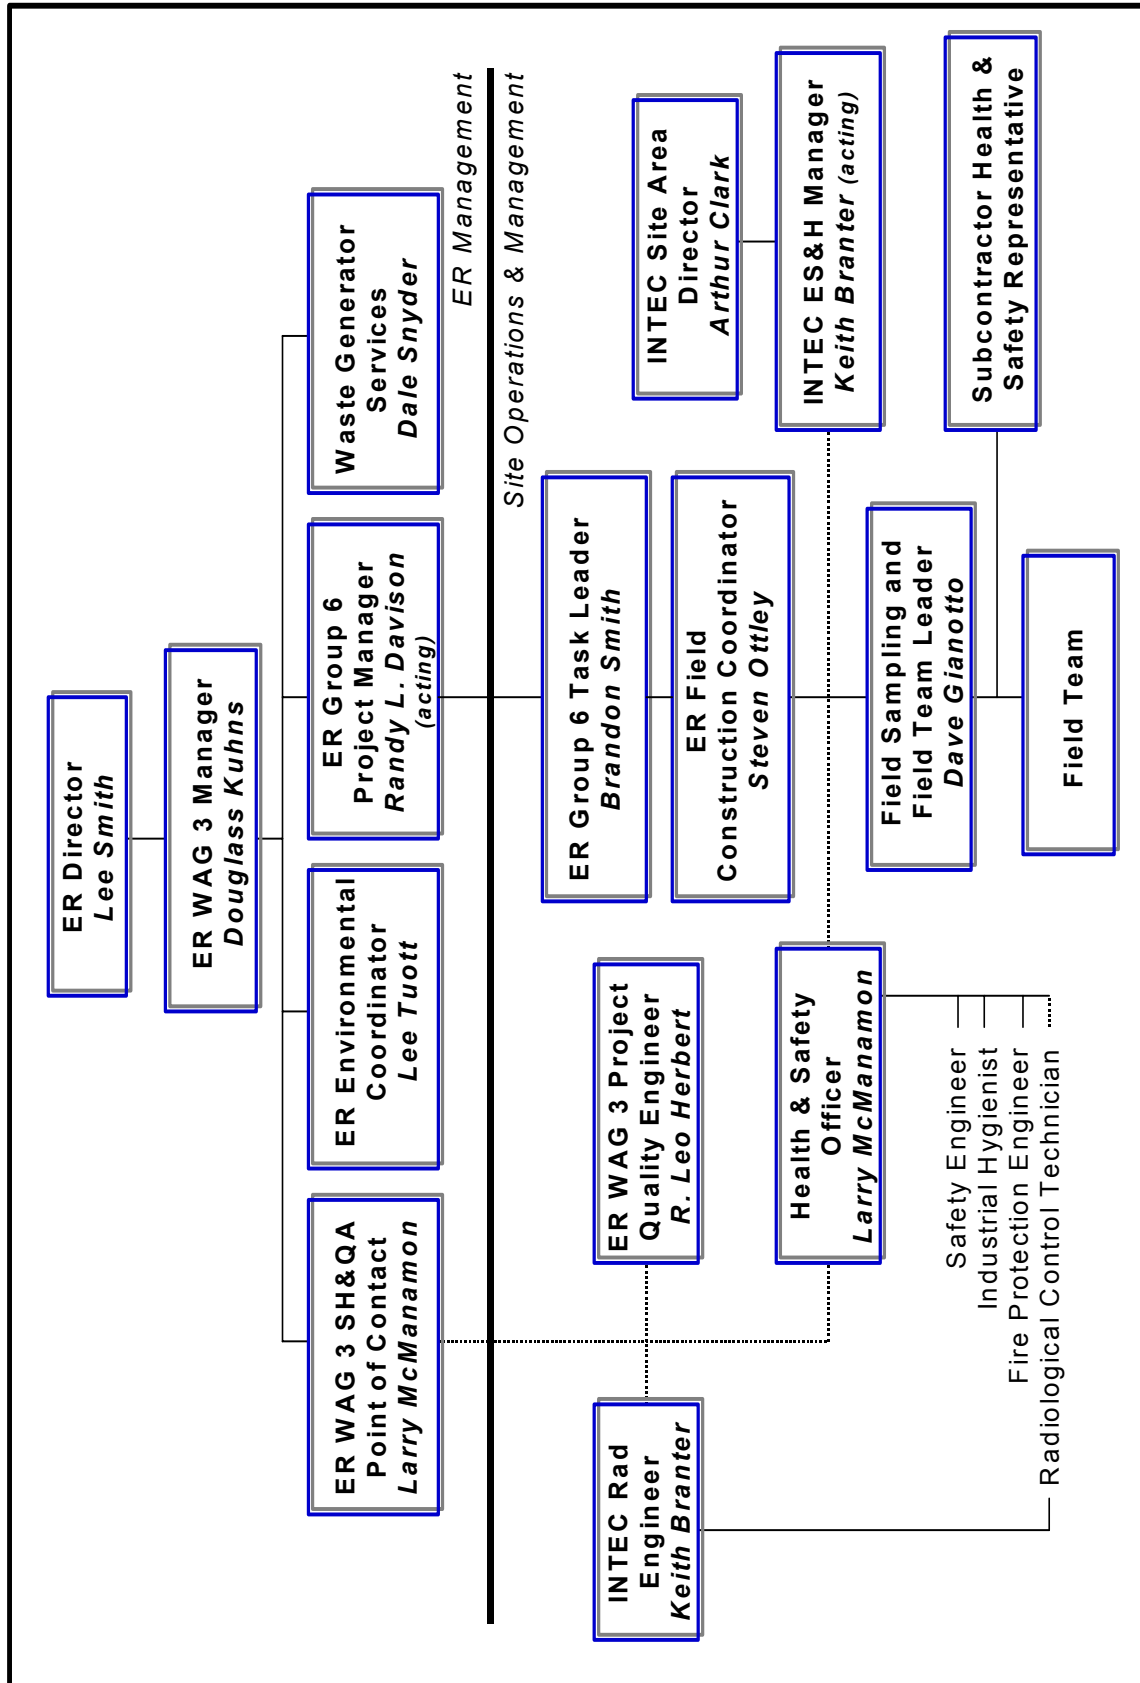 ER Director
Lee Smith
ER WAG 3 Manager
Douglass Kuhns
ER WAG 3 SH&QA
Point of Contact
Larry McManamon
ER Environmental
Coordinator
Lee Tuott
ER Group 6
Project Manager
Randy L. Davison
(acting)
Waste Generator
Services
Dale Snyder
ER Management
Site Operations & Management
ER Group 6 Task Leader
Brandon Smith
INTEC Rad
Engineer
Keith Branter
ER WAG 3 Project
Quality Engineer
R. Leo Herbert
ER Field
Construction Coordinator
Steven Ottley
INTEC Site Area
Director
Arthur Clark
Health & Safety
Officer
Larry McManamon
INTEC ES&H Manager
Keith Branter (acting)
Field Sampling and
Field Team Leader
Dave Gianotto
Subcontractor Health &
Safety Representative
Safety Engineer
Industrial Hygienist
Fire Protection Engineer
Radiological Control Technician
Field Team